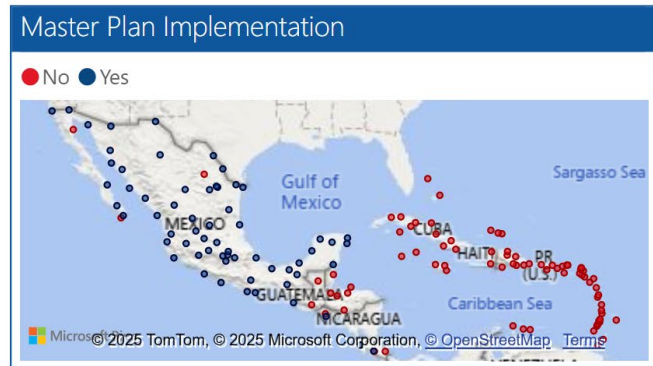 Master Plan Implementation
No Yes
Sargasso Sea
Gulf of
Mexico
MEXICO
CUBA
HAITI
PR
(U.S.)
GUATEMALA
Caribbean Sea
NICARAGUA
Microsoft
© 2025 TomTom, © 2025 Microsoft Corporation, © OpenStreetMap Terms